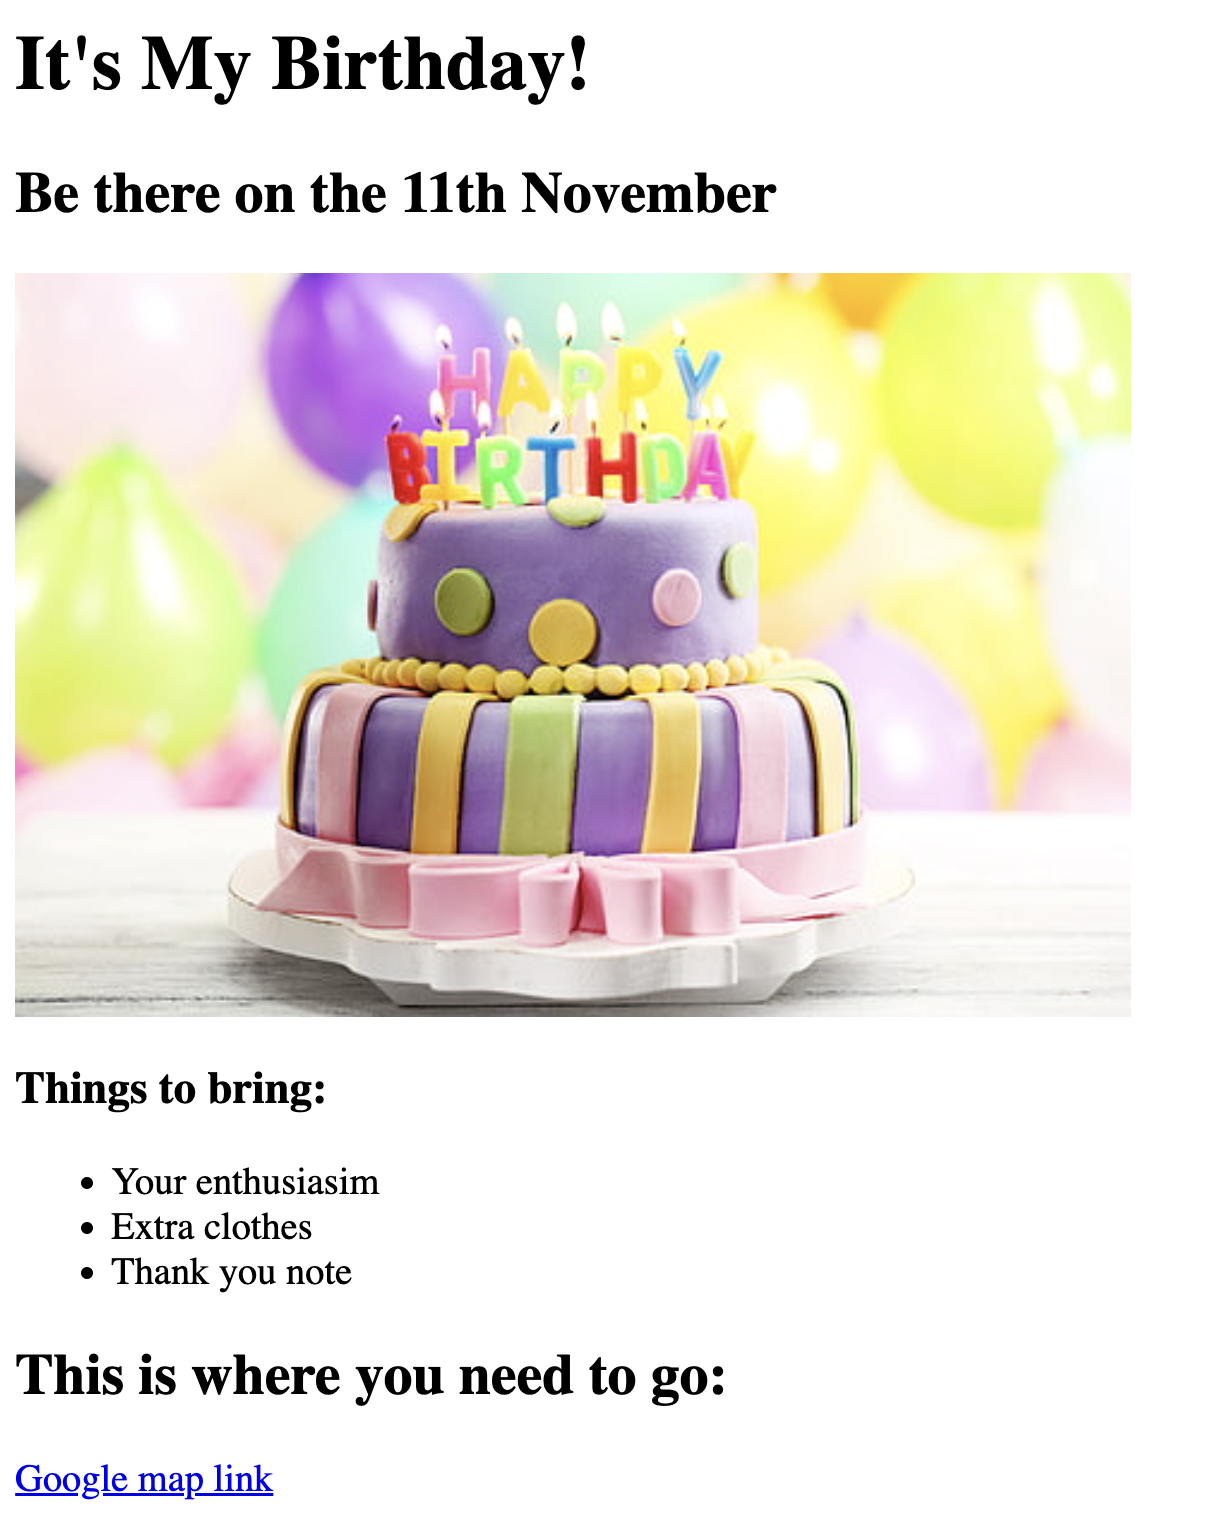 It's My Birthday!
Be there on the 11th November
HAPPY
BIRTHDAY
Things to bring:
Your enthusiasim
Extra clothes
Thank you note
This is where you need to go:
Google map link